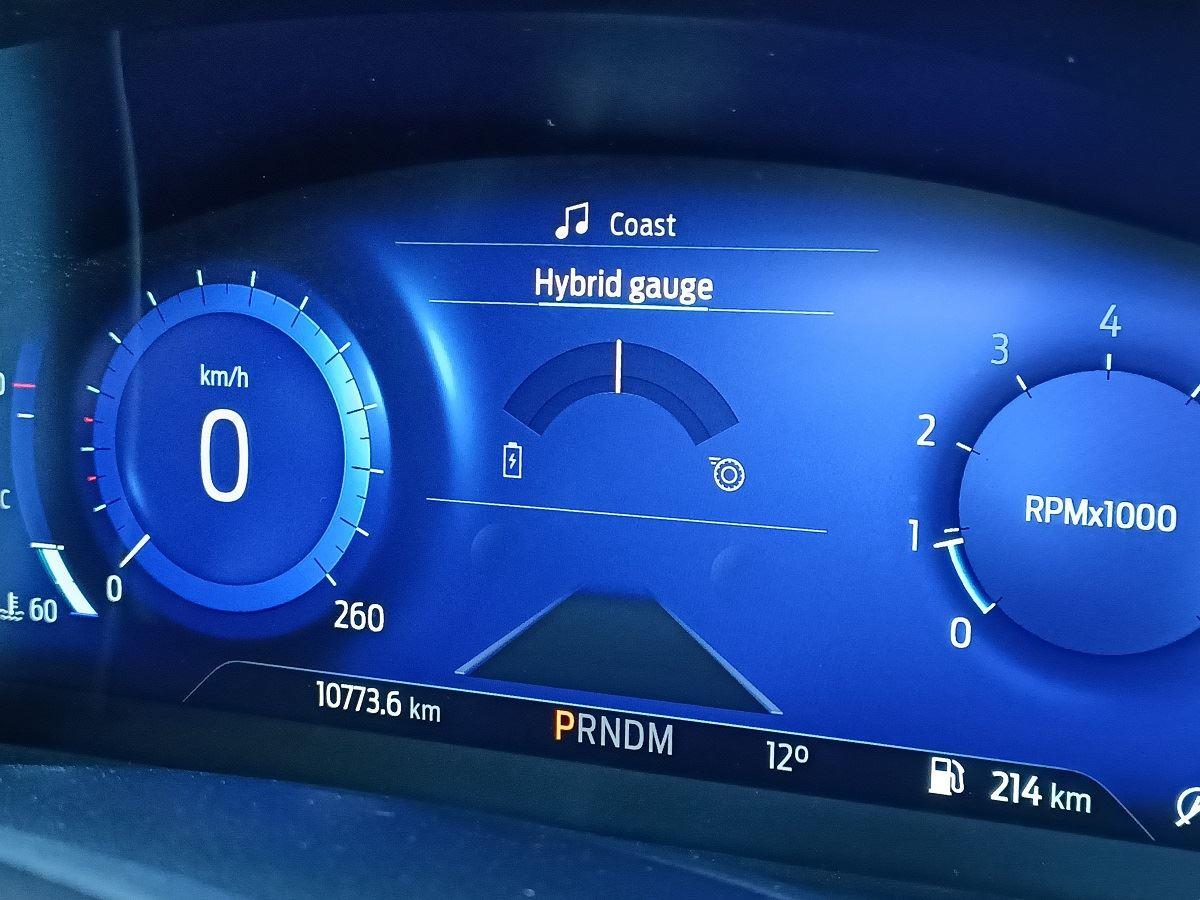 Coast
Hybrid gauge
km/h
0
0
260
60
4
3
2
1
0
RPMx1000
10773.6 km
PRNDM
12º
214 km